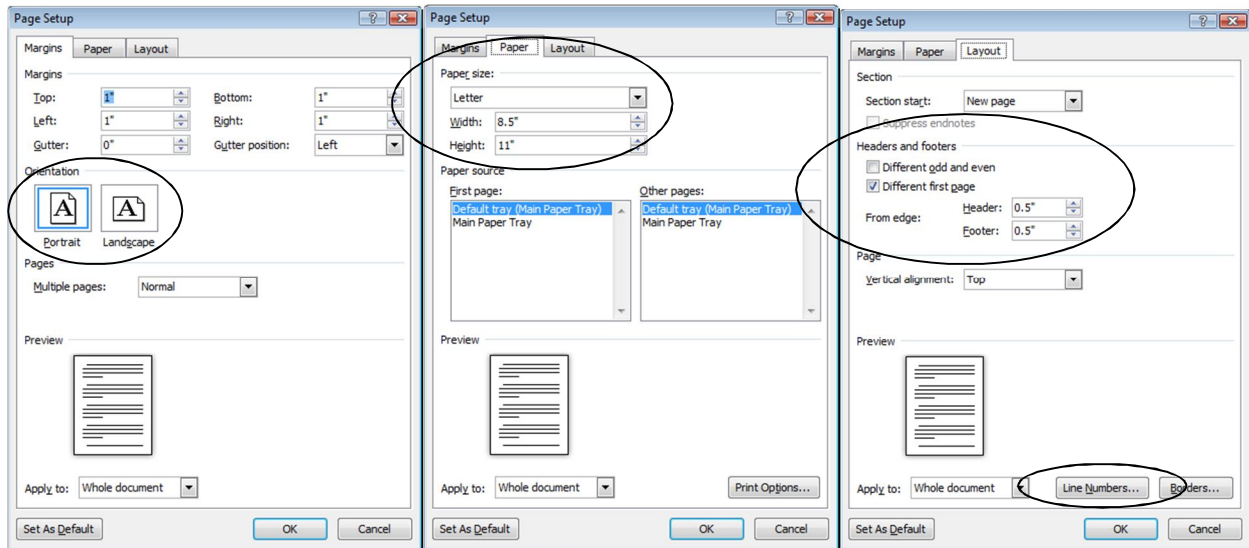 Page Setup
Margins Paper Layout
Margins
Top: 1" Bottom: 1"
Left: 1" Right: 1"
Gutter: 0" Gutter position: Left
Orientation
A A
Portrait Landscape
Pages
Multiple pages: Normal
Preview
Apply to: Whole document
Set As Default OK Cancel
Page Setup
Margins Paper Layout
Paper size:
Letter
Width: 8.5"
Height: 11"
Paper source
First page: Other pages:
Default tray (Main Paper Tray) Default tray (Main Paper Tray)
Main Paper Tray Main Paper Tray
Preview
Apply to: Whole document Print Options...
Set As Default OK Cancel
Page Setup
Margins Paper Layout
Section
Section start: New page
Suppress endnotes
Headers and footers
Different odd and even
Different first page
From edge: Header: 0.5"
Footer: 0.5"
Page
Vertical alignment: Top
Preview
Apply to: Whole document Line Numbers... Borders...
Set As Default OK Cancel